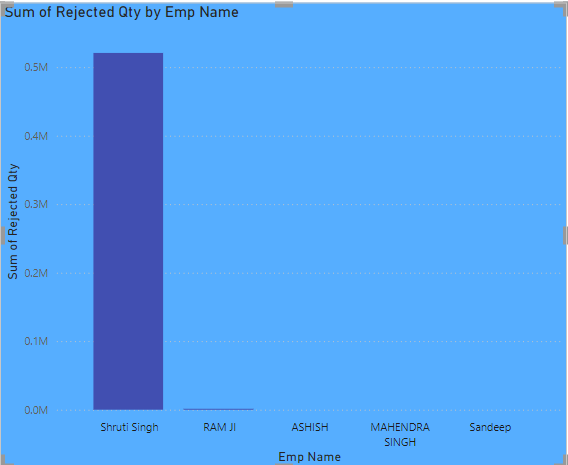 Sum of Rejected Qty by Emp Name
Sum of Rejected Qty
0.5M
0.4M
0.3M
0.2M
0.1M
0.0M
Shruti Singh
RAM JI
ASHISH
MAHENDRA
SINGH
Sandeep
Emp Name